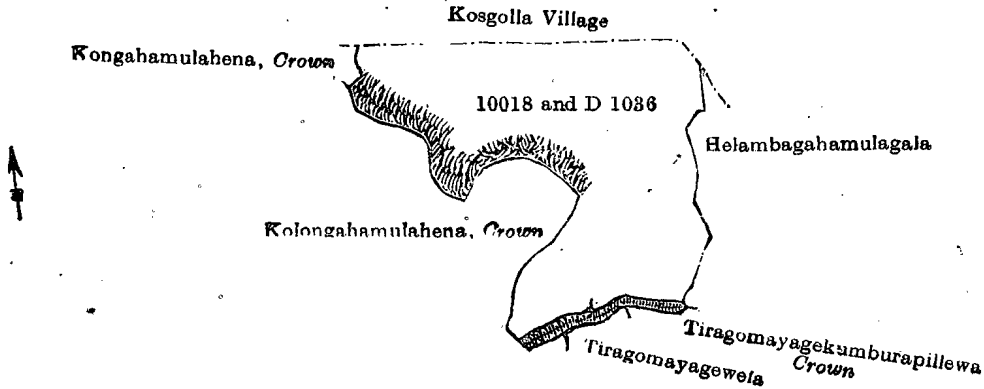 Kosgolla Village
Kongahamulahena, Crown
10018 and D 1036
Helambagahamulagala
Kolongahamulahena, Crown
Tiragomayagekumburapillewa
Crown
Tiragomayagewela